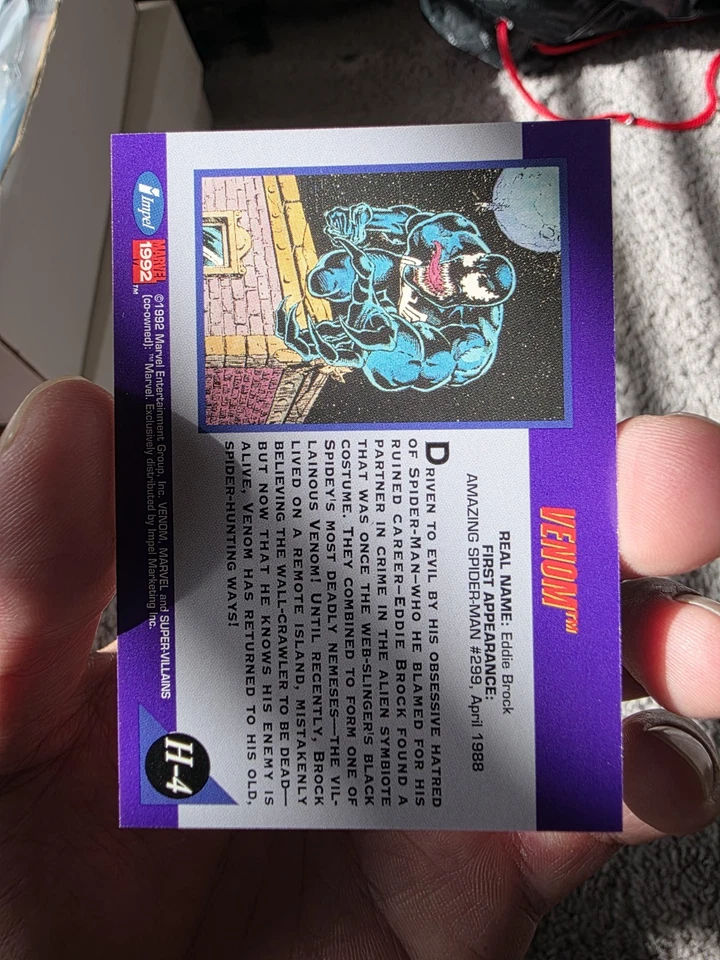 VENOM™
REAL NAME: Eddie Brock
FIRST APPEARANCE:
AMAZING SPIDER-MAN #299, April 1988
DRIVEN TO EVIL BY HIS OBSESSIVE HATRED
OF SPIDER-MAN—WHO HE BLAMED FOR HIS
RUINED CAREER—EDDIE BROCK FOUND A
PARTNER IN CRIME IN THE ALIEN SYMBIOTE
THAT WAS ONCE THE WEB-SLINGER'S BLACK
COSTUME. THEY COMBINED TO FORM ONE OF
SPIDEY'S MOST DEADLY NEMESES—THE VIL-
LAINOUS VENOM! UNTIL RECENTLY, BROCK
LIVED ON A REMOTE ISLAND, MISTAKENLY
BELIEVING THE WALL-CRAWLER TO BE DEAD—
BUT NOW THAT HE KNOWS HIS ENEMY IS
ALIVE, VENOM HAS RETURNED TO HIS OLD,
SPIDER-HUNTING WAYS!
Impel
MARVEL
1992™
©1992 Marvel Entertainment Group, Inc. VENOM, MARVEL and SUPER-VILLAINS
(co-owned): ™Marvel. Exclusively distributed by Impel Marketing Inc.
H-4